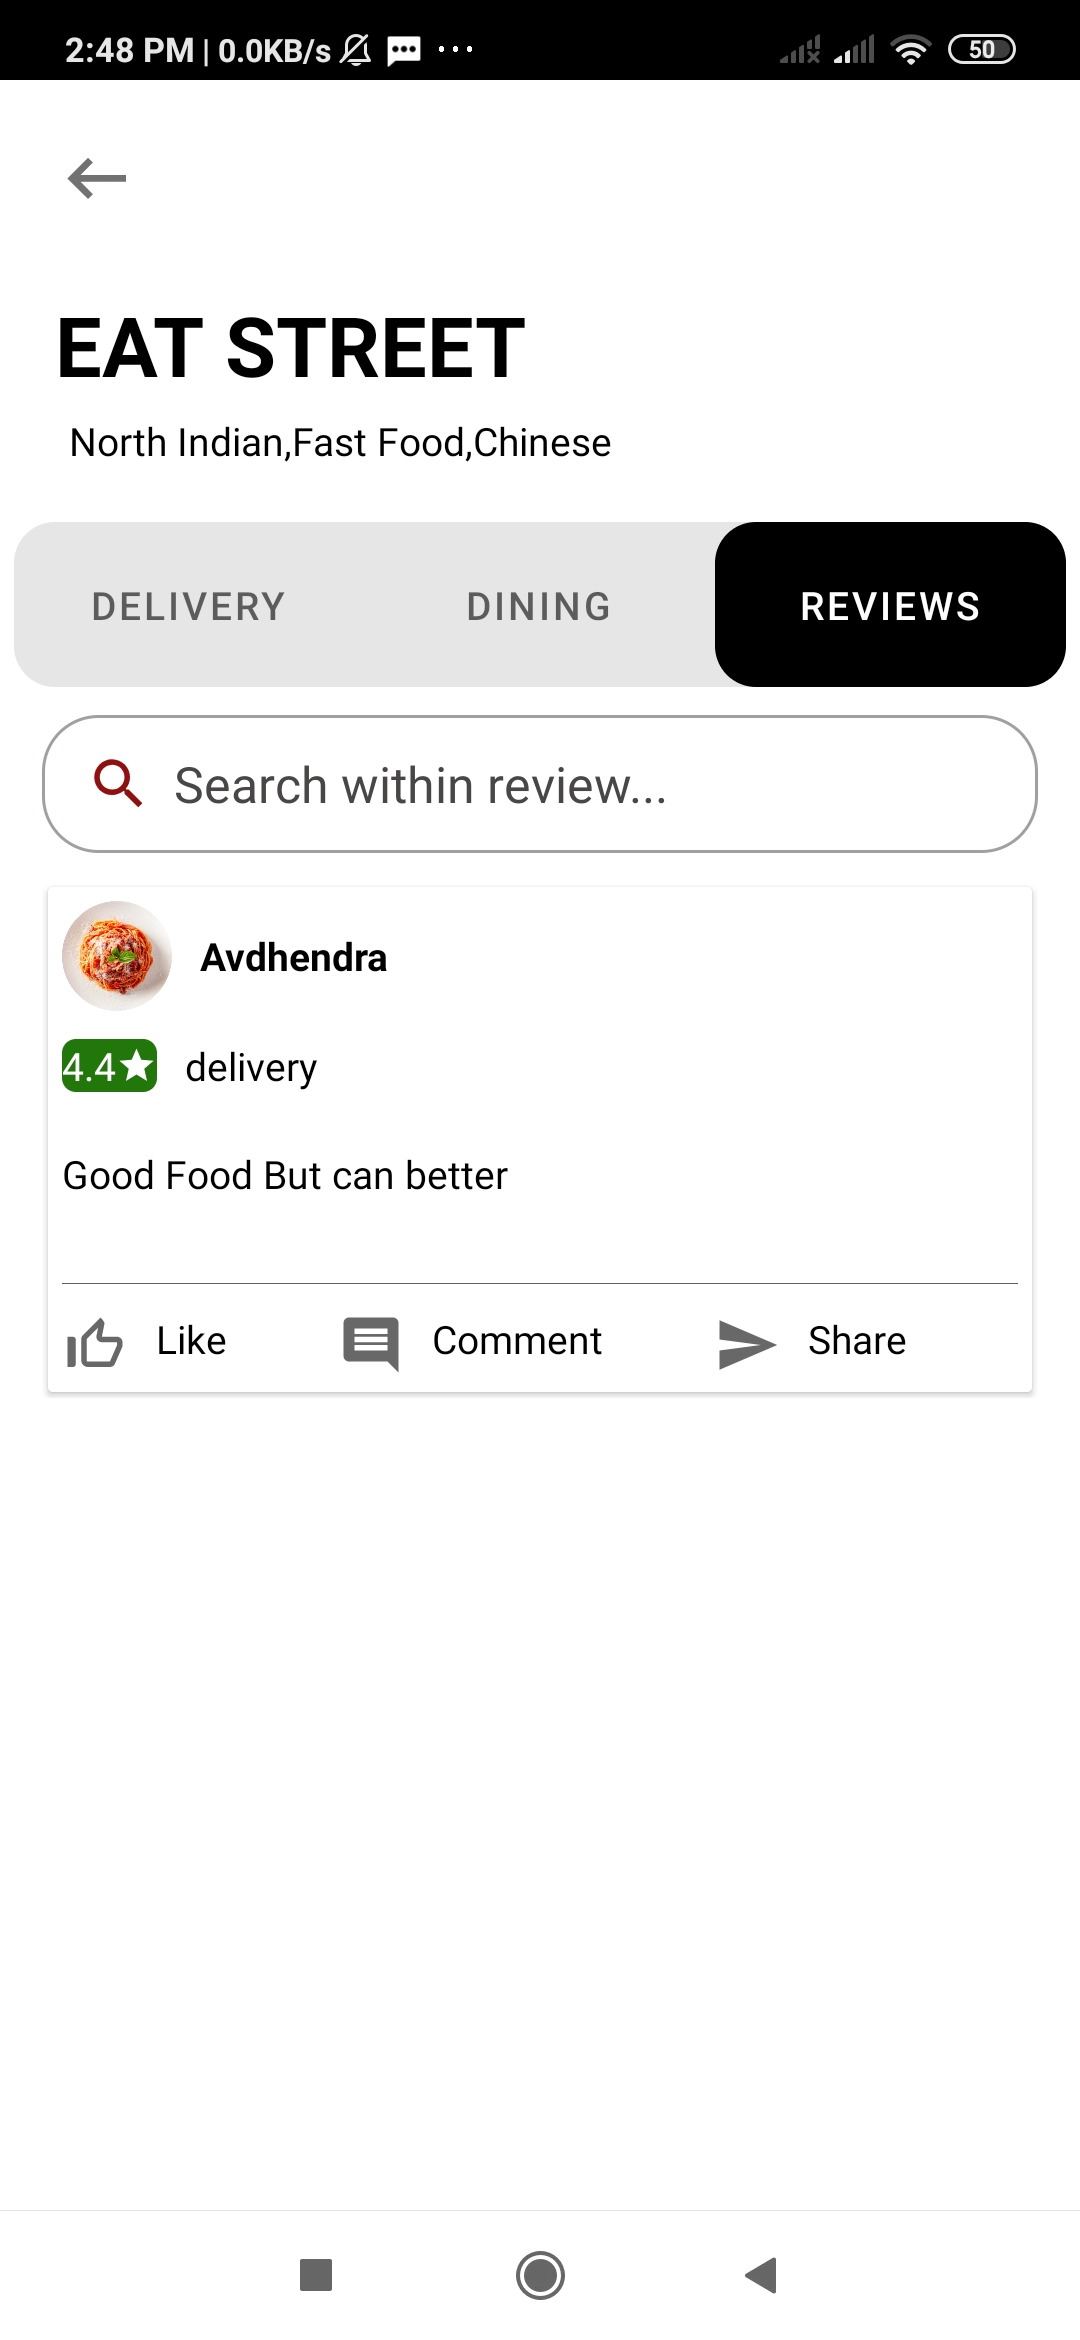 2:48 PM | 0.0KB/s
50
EAT STREET
North Indian,Fast Food,Chinese
DELIVERY DINING REVIEWS
Search within review...
Avdhendra
4.4 delivery
Good Food But can better
Like Comment Share